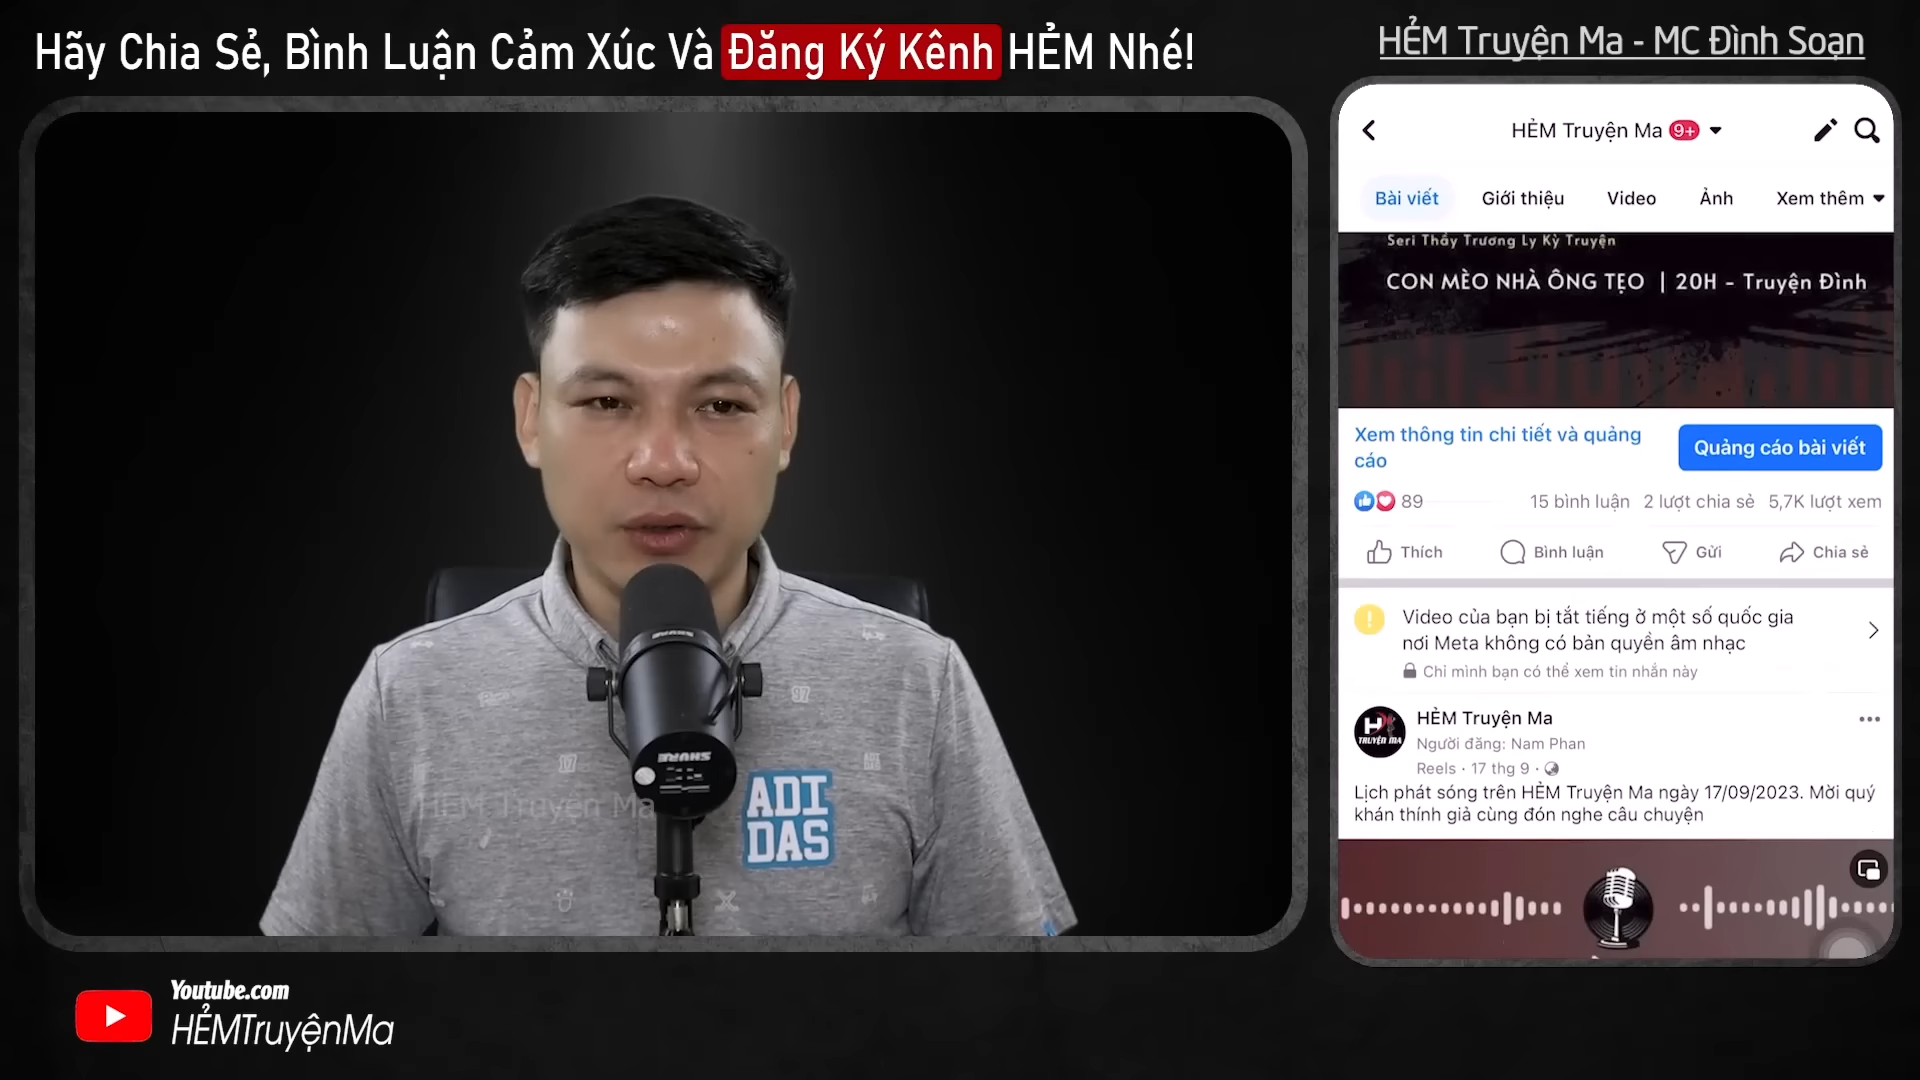 Hãy Chia Sẻ, Bình Luận Cảm Xúc Và Đăng Ký Kênh HẺM Nhé!
HẺM Truyện Ma - MC Đình Soạn
HẺM Truyện Ma 9+
Bài viết Giới thiệu Video Ảnh Xem thêm
Seri Thầy Trương Ly Kỳ Truyện
CON MÈO NHÀ ÔNG TẸO | 20H - Truyện Đình
Xem thông tin chi tiết và quảng
cáo
Quảng cáo bài viết
89 15 bình luận 2 lượt chia sẻ 5,7K lượt xem
Thích Bình luận Gửi Chia sẻ
Video của bạn bị tắt tiếng ở một số quốc gia
nơi Meta không có bản quyền âm nhạc
Chỉ mình bạn có thể xem tin nhắn này
H
TRUYỆN MA
HẺM Truyện Ma
Người đăng: Nam Phan
Reels · 17 thg 9 ·
Lịch phát sóng trên HẺM Truyện Ma ngày 17/09/2023. Mời quý
khán thính giả cùng đón nghe câu chuyện
SHURE
SHURE
HẺM Truyện Ma
ADI
DAS
Youtube.com
HẺMTruyệnMa